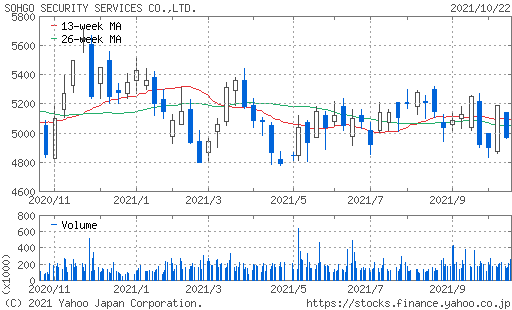 SOHGO SECURITY SERVICES CO.,LTD. 2021/10/22
5800
13-week MA
26-week MA
5600
5400
5200
5000
4800
4600
2020/11 2021/1 2021/3 2021/5 2021/7 2021/9
800
Volume
600
400
200
0
(x1000)
2020/11 2021/1 2021/3 2021/5 2021/7 2021/9
(C) 2021 Yahoo Japan Corporation. https://stocks.finance.yahoo.co.jp/